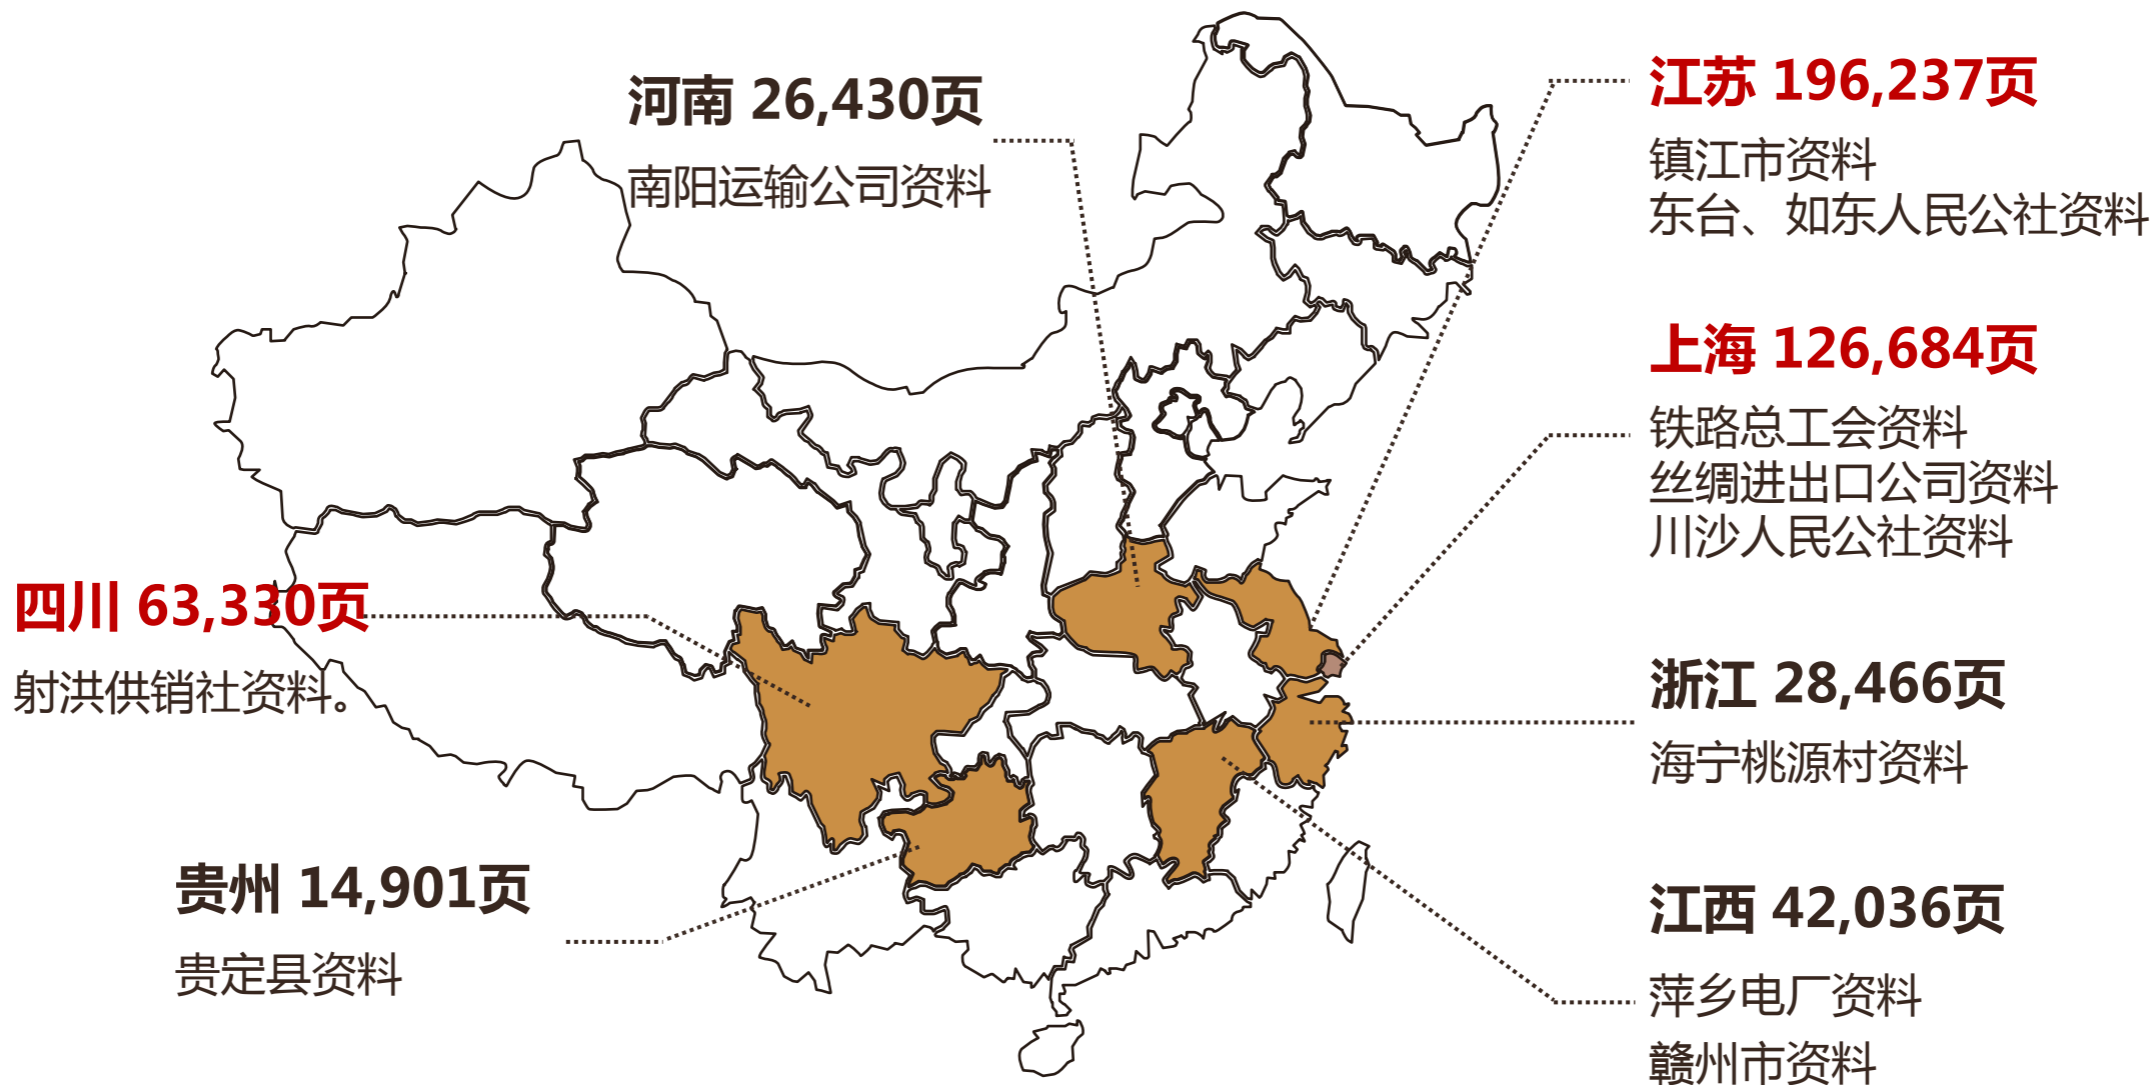 河南 26,430页
南阳运输公司资料
江苏 196,237页
镇江市资料
东台、如东人民公社资料
上海 126,684页
铁路总工会资料
丝绸进出口公司资料
川沙人民公社资料
四川 63,330页
射洪供销社资料。
浙江 28,466页
海宁桃源村资料
贵州 14,901页
贵定县资料
江西 42,036页
萍乡电厂资料
赣州市资料